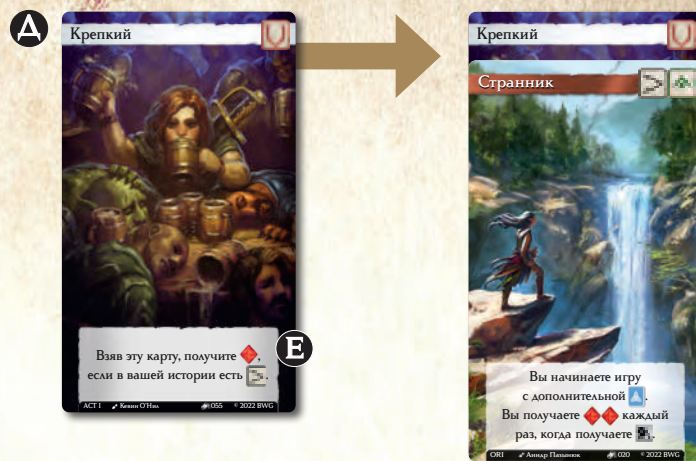 Д
Крепкий
Взяв эту карту, получите
если в вашей истории есть
Е
ACT I Кевин О'Нил 055 © 2022 BWG
Крепкий
Странник
Вы начинаете игру
с дополнительной
Вы получаете каждый
раз, когда получаете
ORI Андар Пазынюк 020 © 2022 BWG